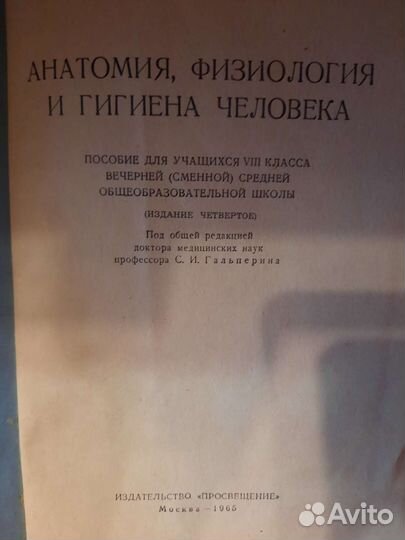 АНАТОМИЯ, ФИЗИОЛОГИЯ
И ГИГИЕНА ЧЕЛОВЕКА
ПОСОБИЕ ДЛЯ УЧАЩИХСЯ VIII КЛАССА
ВЕЧЕРНЕЙ (СМЕННОЙ) СРЕДНЕЙ
ОБЩЕОБРАЗОВАТЕЛЬНОЙ ШКОЛЫ
(ИЗДАНИЕ ЧЕТВЕРТОЕ)
Под общей редакцией
доктора медицинских наук
профессора С. И. Гальперина
ИЗДАТЕЛЬСТВО «ПРОСВЕЩЕНИЕ»
Москва — 1965
Avito